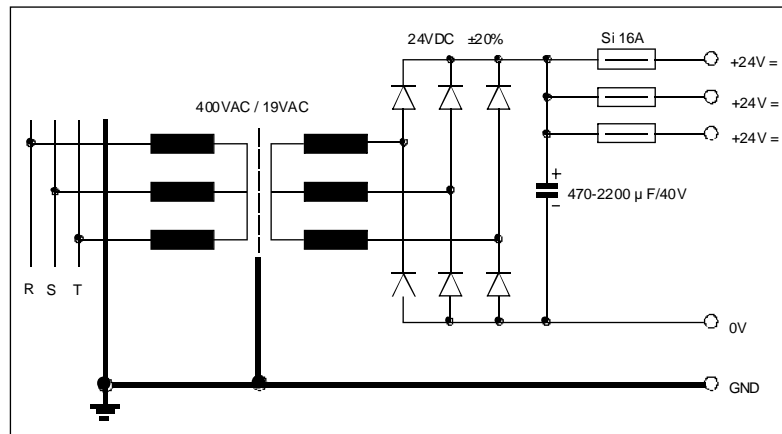 24VDC ±20%
Si 16A
+24V =
+24V =
+24V =
400VAC / 19VAC
+
470-2200 µ F/40V
−
R S T
0V
GND